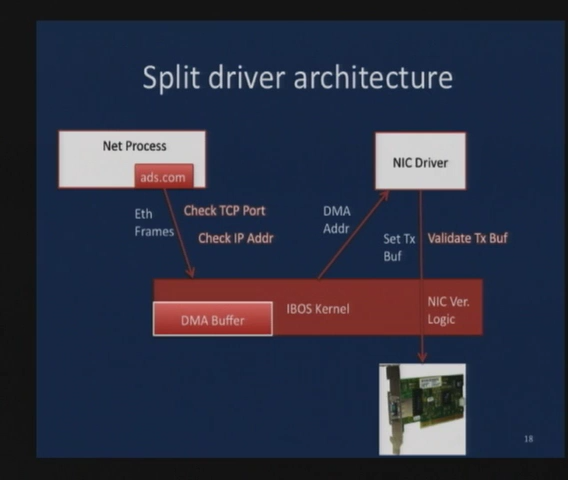 Split driver architecture
Net Process
ads.com
NIC Driver
Eth
Frames
Check TCP Port
Check IP Addr
DMA
Addr
Set Tx
Buf
Validate Tx Buf
DMA Buffer
IBOS Kernel
NIC Ver.
Logic
18